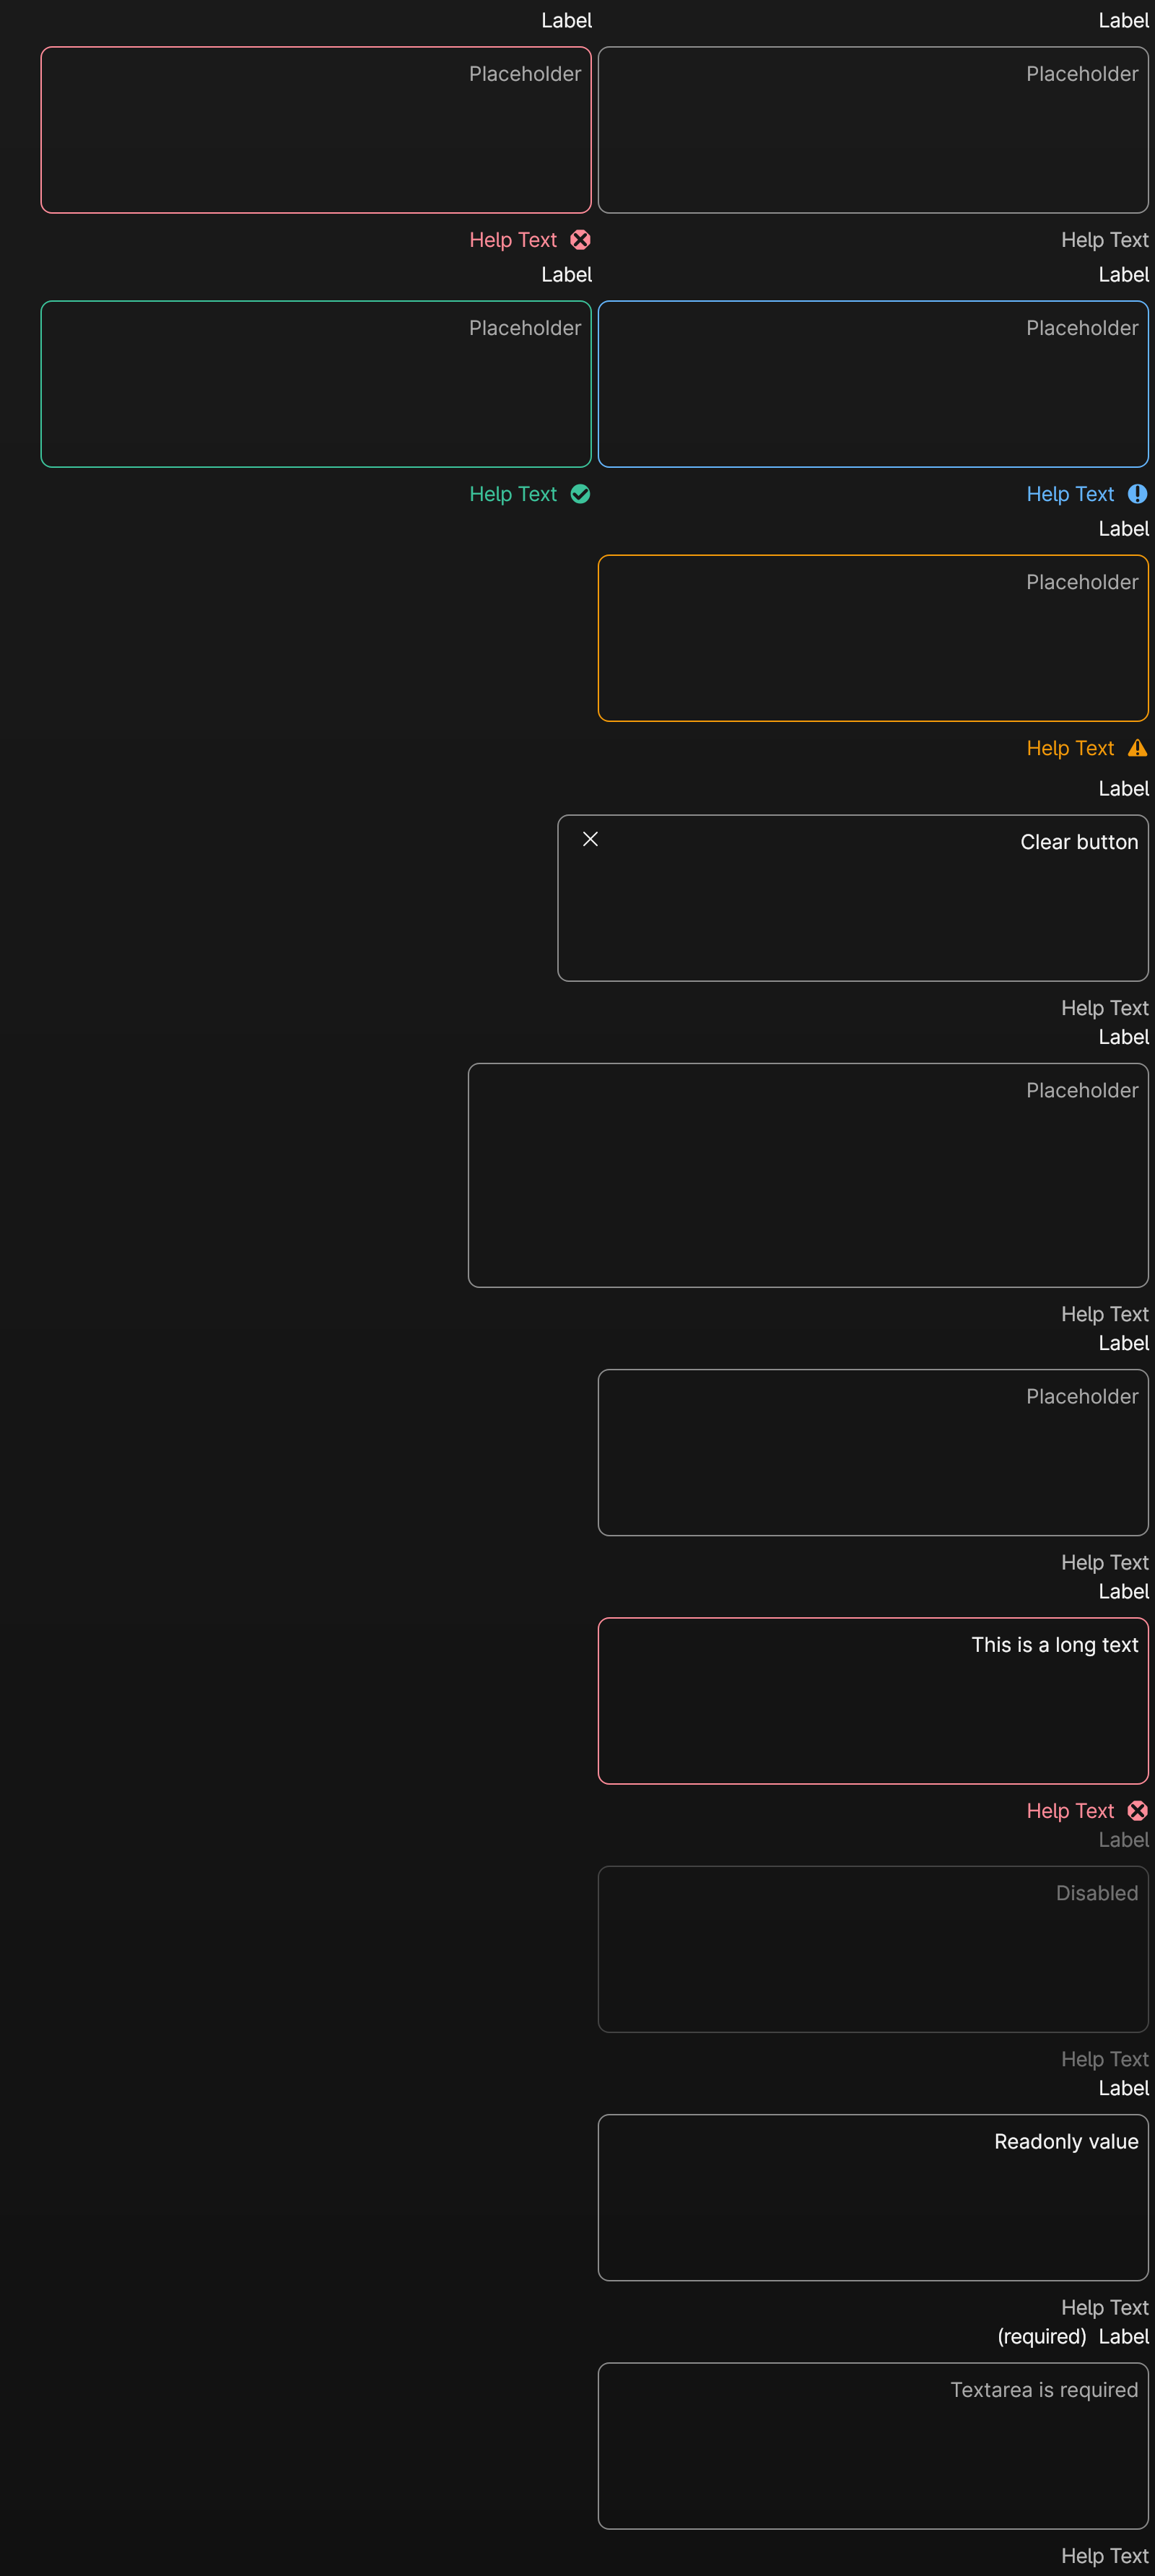 Label
Placeholder
Help Text
Label
Placeholder
Help Text
Label
Placeholder
Help Text
Label
Placeholder
Help Text
Label
Placeholder
Help Text
Label
Clear button
Help Text
Label
Placeholder
Help Text
Label
Placeholder
Help Text
Label
This is a long text
Help Text
Label
Disabled
Help Text
Label
Readonly value
Help Text
(required) Label
Textarea is required
Help Text